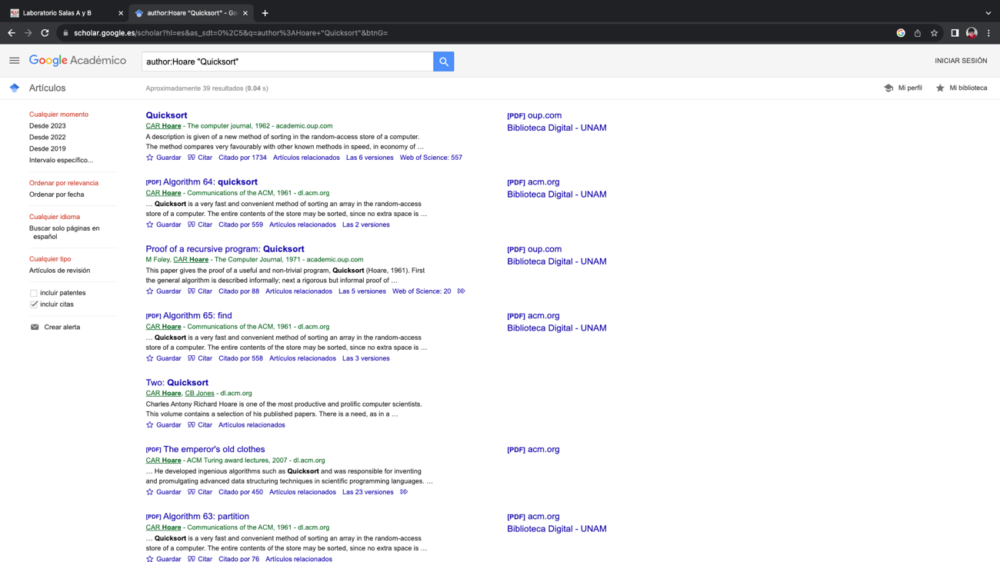 Laboratorio Salas A y B
author:Hoare "Quicksort" - Go
scholar.google.es/scholar?hl=es&as_sdt=0%2C5&q=author%3AHoare+"Quicksort"&btnG=
Google Académico
author:Hoare "Quicksort"
INICIAR SESIÓN
Artículos
Aproximadamente 39 resultados (0.04 s)
Mi perfil
Mi biblioteca
Cualquier momento
Desde 2023
Desde 2022
Desde 2019
Intervalo específico...
Ordenar por relevancia
Ordenar por fecha
Cualquier idioma
Buscar solo páginas en
español
Cualquier tipo
Artículos de revisión
incluir patentes
incluir citas
Crear alerta
Quicksort
CAR Hoare - The computer journal, 1962 - academic.oup.com
A description is given of a new method of sorting in the random-access store of a computer.
The method compares very favourably with other known methods in speed, in economy of …
Guardar Citar Citado por 1734 Artículos relacionados Las 6 versiones Web of Science: 557
[PDF] oup.com
Biblioteca Digital - UNAM
[PDF] Algorithm 64: quicksort
CAR Hoare - Communications of the ACM, 1961 - dl.acm.org
… Quicksort is a very fast and convenient method of sorting an array in the random-access
store of a computer. The entire contents of the store may be sorted, since no extra space is …
Guardar Citar Citado por 559 Artículos relacionados Las 2 versiones
[PDF] acm.org
Biblioteca Digital - UNAM
Proof of a recursive program: Quicksort
M Foley, CAR Hoare - The Computer Journal, 1971 - academic.oup.com
This paper gives the proof of a useful and non-trivial program, Quicksort (Hoare, 1961). First
the general algorithm is described informally; next a rigorous but informal proof of …
Guardar Citar Citado por 88 Artículos relacionados Las 5 versiones Web of Science: 20
[PDF] oup.com
Biblioteca Digital - UNAM
[PDF] Algorithm 65: find
CAR Hoare - Communications of the ACM, 1961 - dl.acm.org
… Quicksort is a very fast and convenient method of sorting an array in the random-access
store of a computer. The entire contents of the store may be sorted, since no extra space is …
Guardar Citar Citado por 558 Artículos relacionados Las 3 versiones
[PDF] acm.org
Biblioteca Digital - UNAM
Two: Quicksort
CAR Hoare, CB Jones - dl.acm.org
Charles Antony Richard Hoare is one of the most productive and prolific computer scientists.
This volume contains a selection of his published papers. There is a need, as in a …
Guardar Citar Artículos relacionados
[PDF] The emperor's old clothes
CAR Hoare - ACM Turing award lectures, 2007 - dl.acm.org
… He developed ingenious algorithms such as Quicksort and was responsible for inventing
and promulgating advanced data structuring techniques in scientific programming languages. …
Guardar Citar Citado por 450 Artículos relacionados Las 23 versiones
[PDF] acm.org
[PDF] Algorithm 63: partition
CAR Hoare - Communications of the ACM, 1961 - dl.acm.org
… Quicksort is a very fast and convenient method of sorting an array in the random-access
store of a computer. The entire contents of the store may be sorted, since no extra space is …
Guardar Citar Citado por 76 Artículos relacionados
[PDF] acm.org
Biblioteca Digital - UNAM